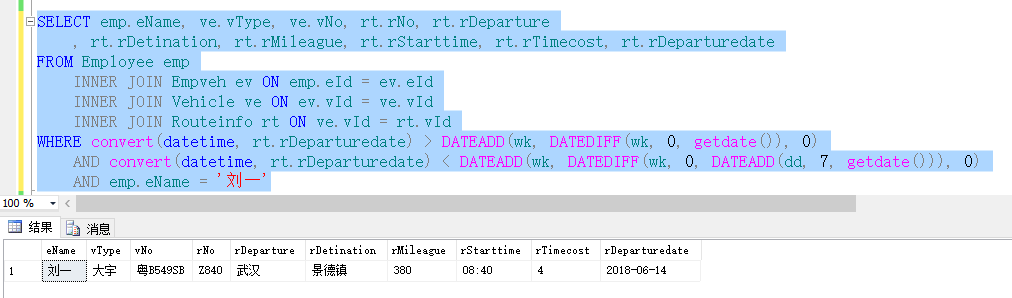 SELECT emp.eName, ve.vType, ve.vNo, rt.rNo, rt.rDeparture
, rt.rDetination, rt.rMileague, rt.rStarttime, rt.rTimecost, rt.rDeparturedate
FROM Employee emp
INNER JOIN Empveh ev ON emp.eId = ev.eId
INNER JOIN Vehicle ve ON ev.vId = ve.vId
INNER JOIN Routeinfo rt ON ve.vId = rt.vId
WHERE convert(datetime, rt.rDeparturedate) > DATEADD(wk, DATEDIFF(wk, 0, getdate()), 0)
AND convert(datetime, rt.rDeparturedate) < DATEADD(wk, DATEDIFF(wk, 0, DATEADD(dd, 7, getdate())), 0)
AND emp.eName = '刘一'
100 %
结果 消息
eName vType vNo rNo rDeparture rDetination rMileague rStarttime rTimecost rDeparturedate
1 刘一 大宇 粤B549SB Z840 武汉 景德镇 380 08:40 4 2018-06-14